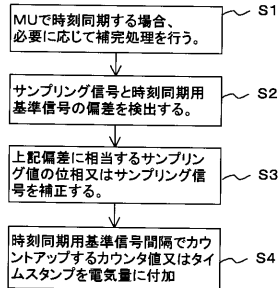 MUで時刻同期する場合、
必要に応じて補完処理を行う。
S1
サンプリング信号と時刻同期用
基準信号の偏差を検出する。
S2
上記偏差に相当するサンプリン
グ値の位相又はサンプリング信
号を補正する。
S3
時刻同期用基準信号間隔でカウ
ントアップするカウンタ値又はタ
イムスタンプを電気量に付加
S4